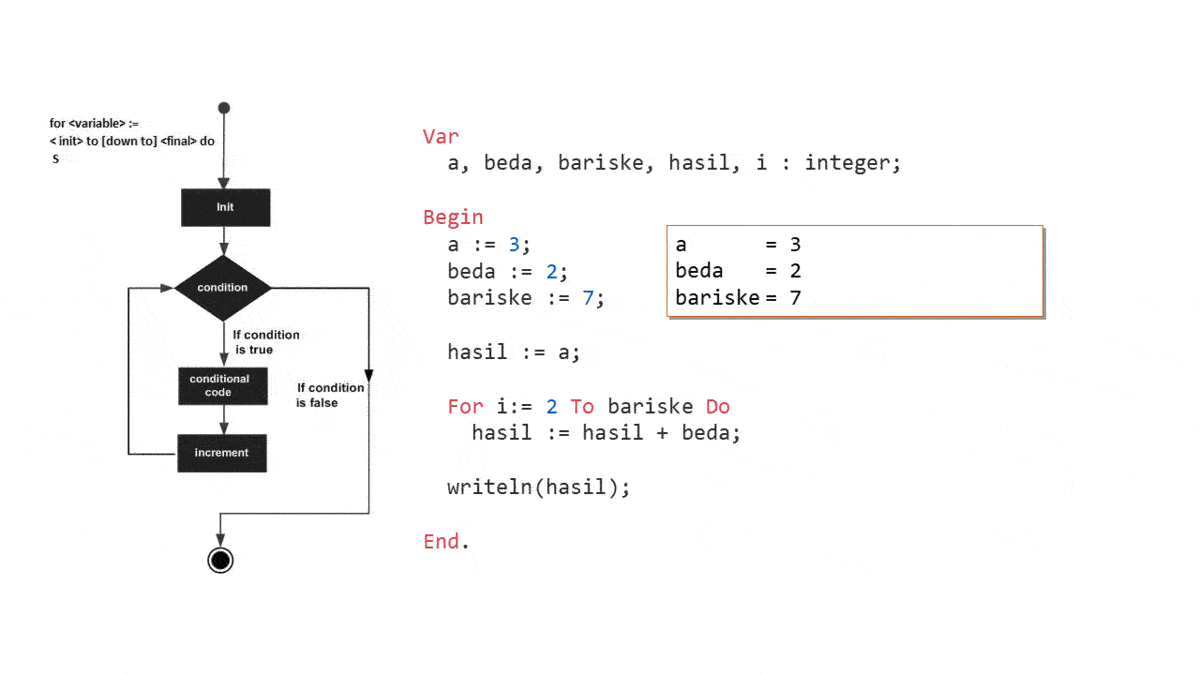 for <variable> :=
< init> to [down to] <final> do
S
Init
condition
If condition
is true
conditional
code
If condition
is false
increment
Var
a, beda, bariske, hasil, i : integer;
Begin
a := 3;
beda := 2;
bariske := 7;
hasil := a;
For i:= 2 To bariske Do
hasil := hasil + beda;
writeln(hasil);
End.
a = 3
beda = 2
bariske = 7